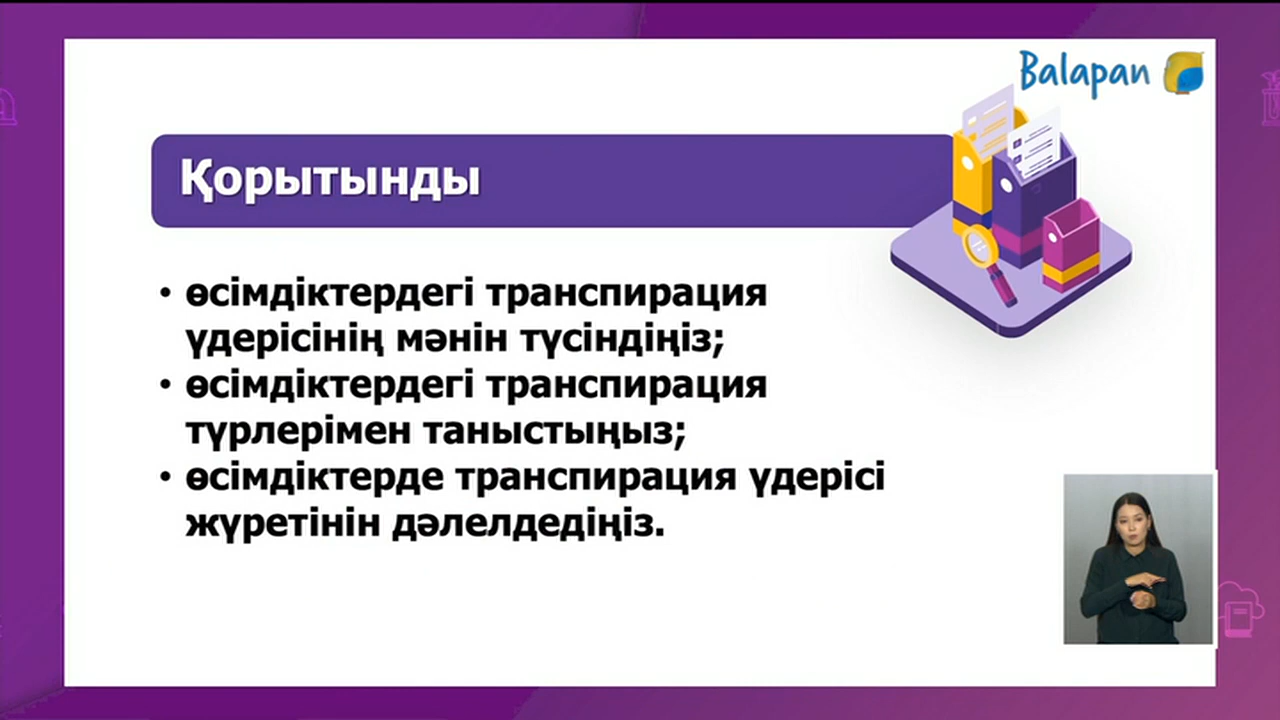 Balapan
Қорытынды
• өсімдіктердегі транспирация
үдерісінің мәнін түсіндіңіз;
• өсімдіктердегі транспирация
түрлерімен таныстыңыз;
• өсімдіктерде транспирация үдерісі
жүретінін дәлелдедіңіз.